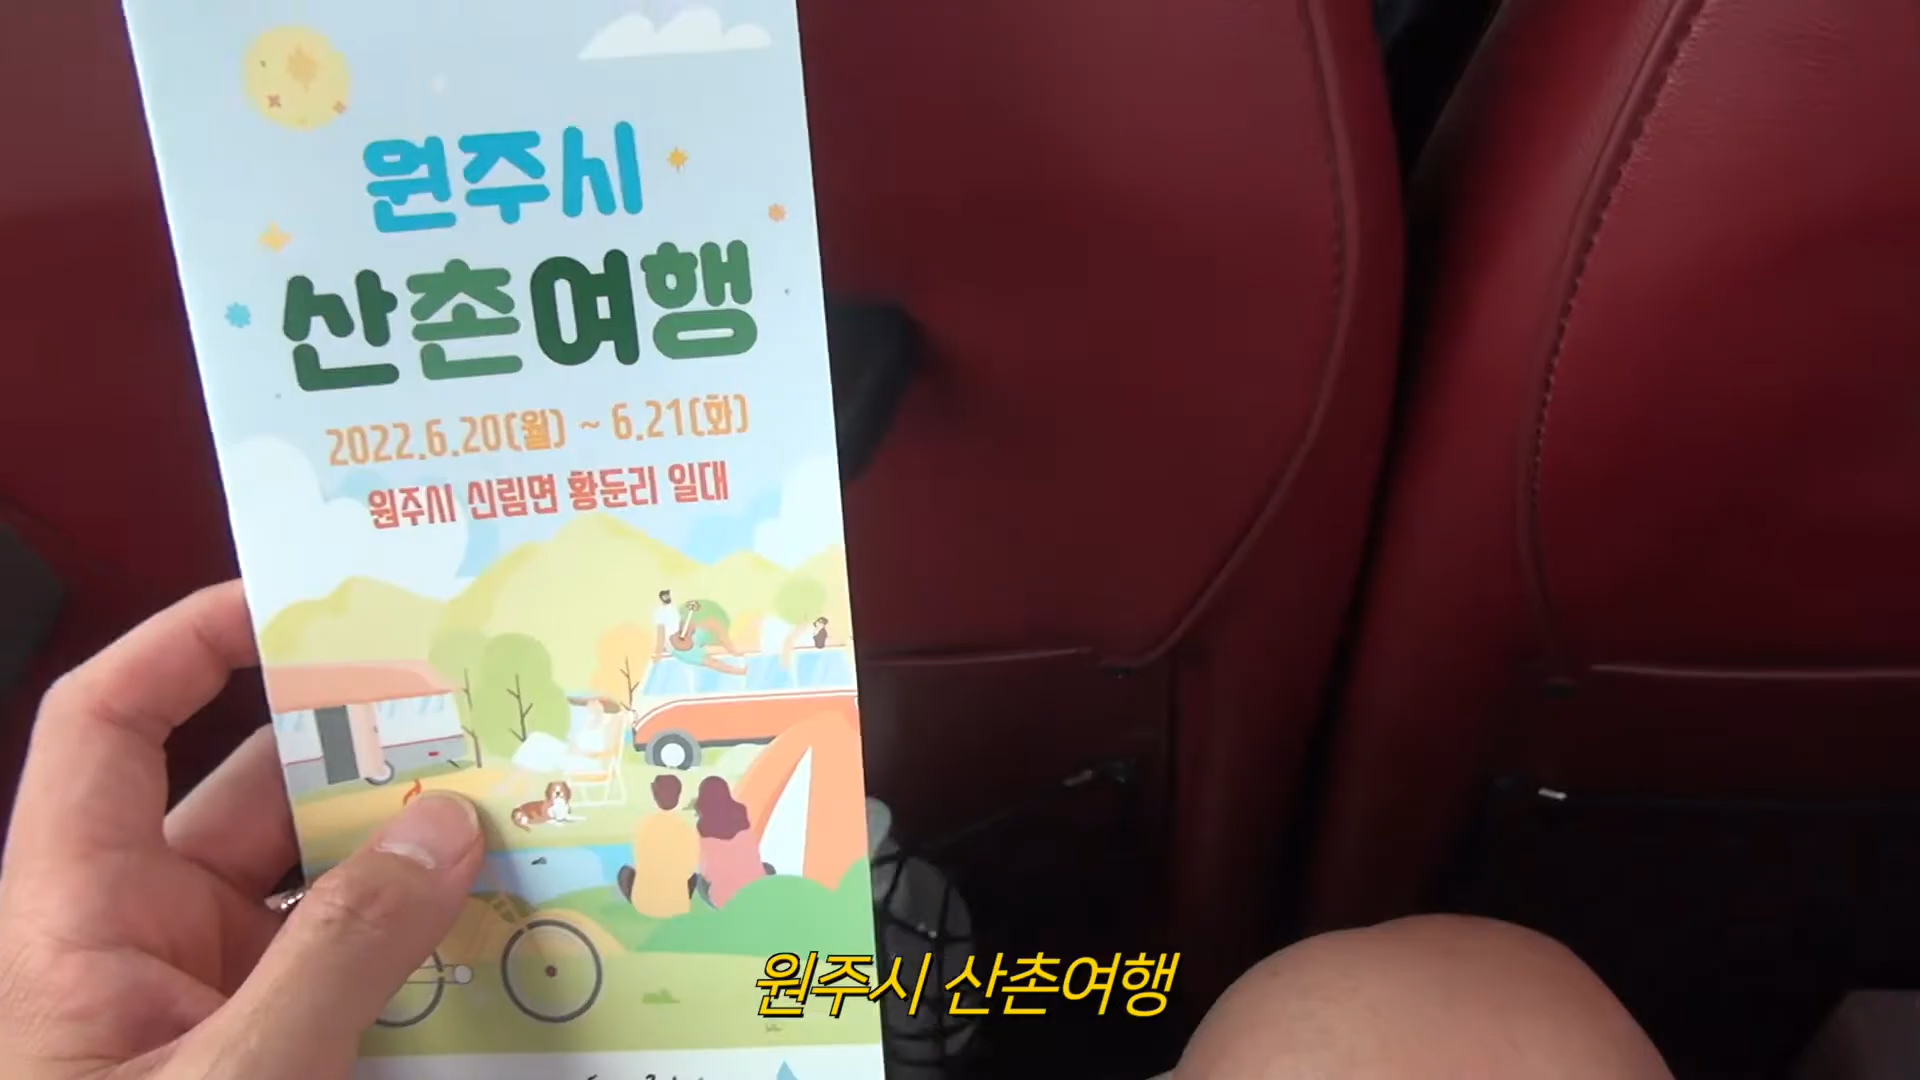 원주시
산촌여행
2022.6.20(월) ~ 6.21(화)
원주시 신림면 황둔리 일대
원주시 산촌여행